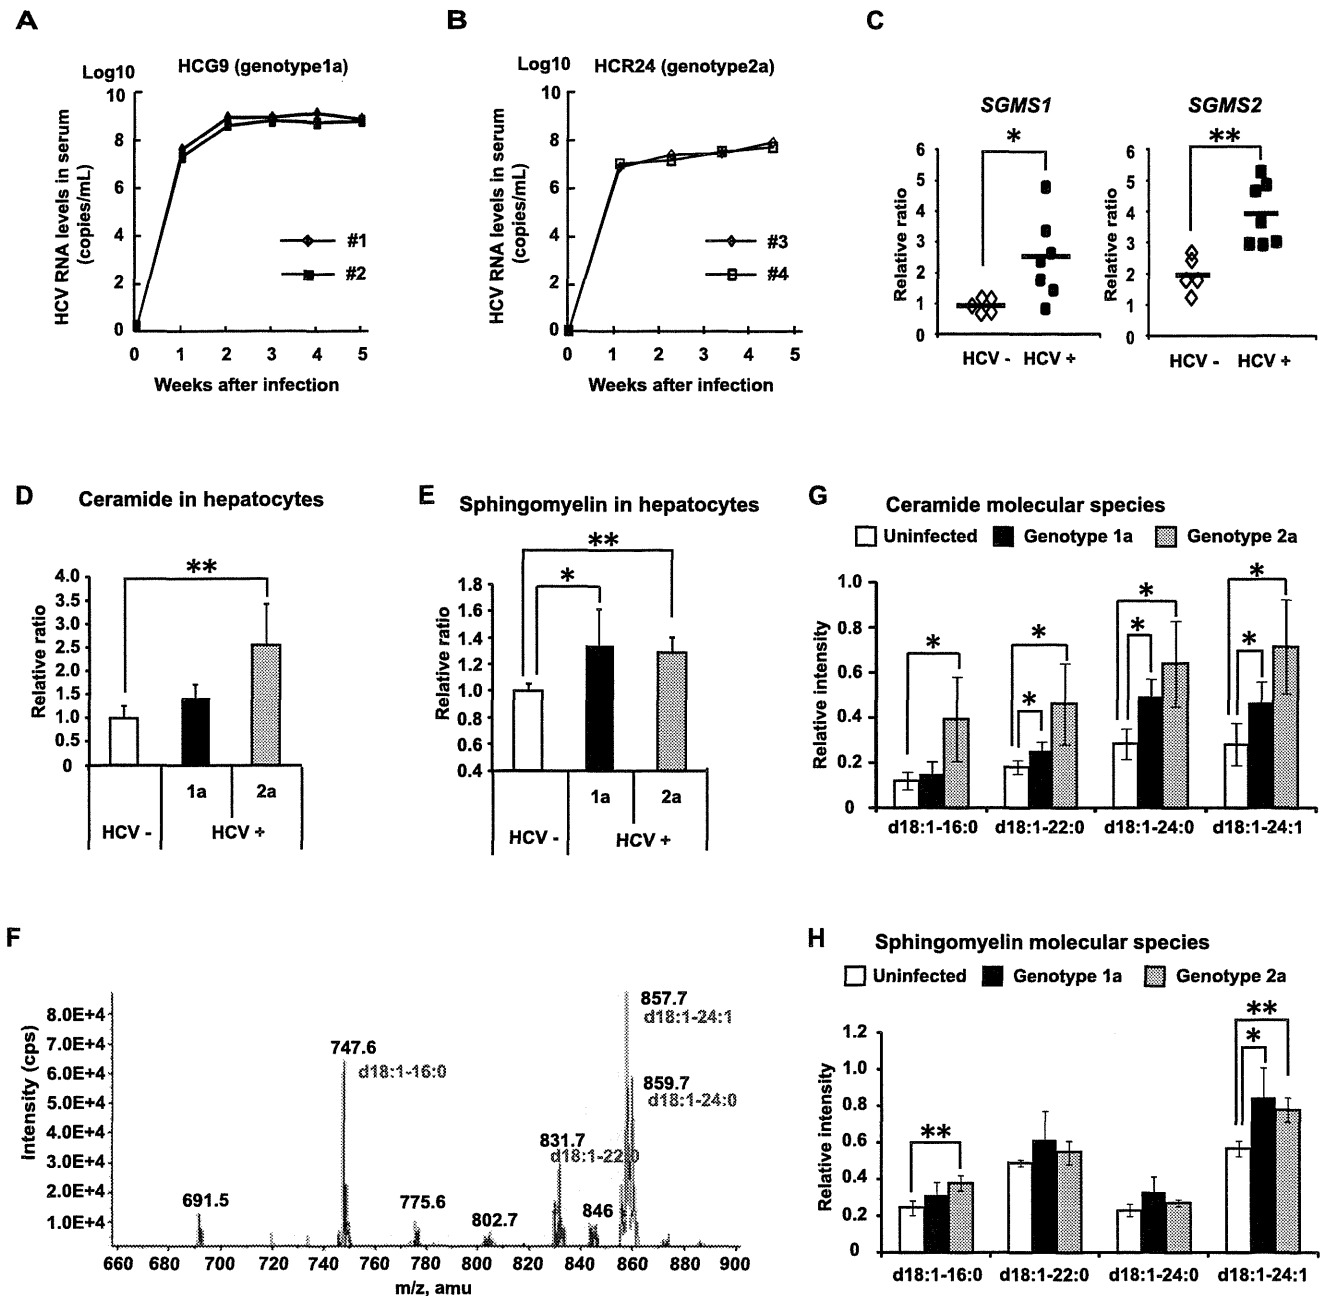 A
Log10
HCG9 (genotype1a)
HCV RNA levels in serum
(copies/mL)
10
8
6
4
2
0
#1
#2
0 1 2 3 4 5
Weeks after infection
B
Log10
HCR24 (genotype2a)
HCV RNA levels in serum
(copies/mL)
10
8
6
4
2
0
#3
#4
0 1 2 3 4 5
Weeks after infection
C
SGMS1
*
Relative ratio
6
5
4
3
2
1
0
HCV - HCV +
SGMS2
**
Relative ratio
6
5
4
3
2
1
0
HCV - HCV +
D
Ceramide in hepatocytes
**
Relative ratio
4.0
3.5
3.0
2.5
2.0
1.5
1.0
0.5
0
1a 2a
HCV - HCV +
E
Sphingomyelin in hepatocytes
**
*
Relative ratio
1.8
1.6
1.4
1.2
1.0
0.8
0.6
0.4
1a 2a
HCV - HCV +
G
Ceramide molecular species
Uninfected Genotype 1a Genotype 2a
Relative intensity
1.0
0.8
0.6
0.4
0.2
0
*
* *
* *
* *
d18:1-16:0 d18:1-22:0 d18:1-24:0 d18:1-24:1
F
Intensity (cps)
8.0E+4
7.0E+4
6.0E+4
5.0E+4
4.0E+4
3.0E+4
2.0E+4
1.0E+4
691.5
747.6
d18:1-16:0
775.6
802.7
831.7
d18:1-22:0
846
857.7
d18:1-24:1
859.7
d18:1-24:0
660 680 700 720 740 760 780 800 820 840 860 880 900
m/z, amu
H
Sphingomyelin molecular species
Uninfected Genotype 1a Genotype 2a
Relative intensity
1.2
1.0
0.8
0.6
0.4
0.2
0
**
**
*
d18:1-16:0 d18:1-22:0 d18:1-24:0 d18:1-24:1